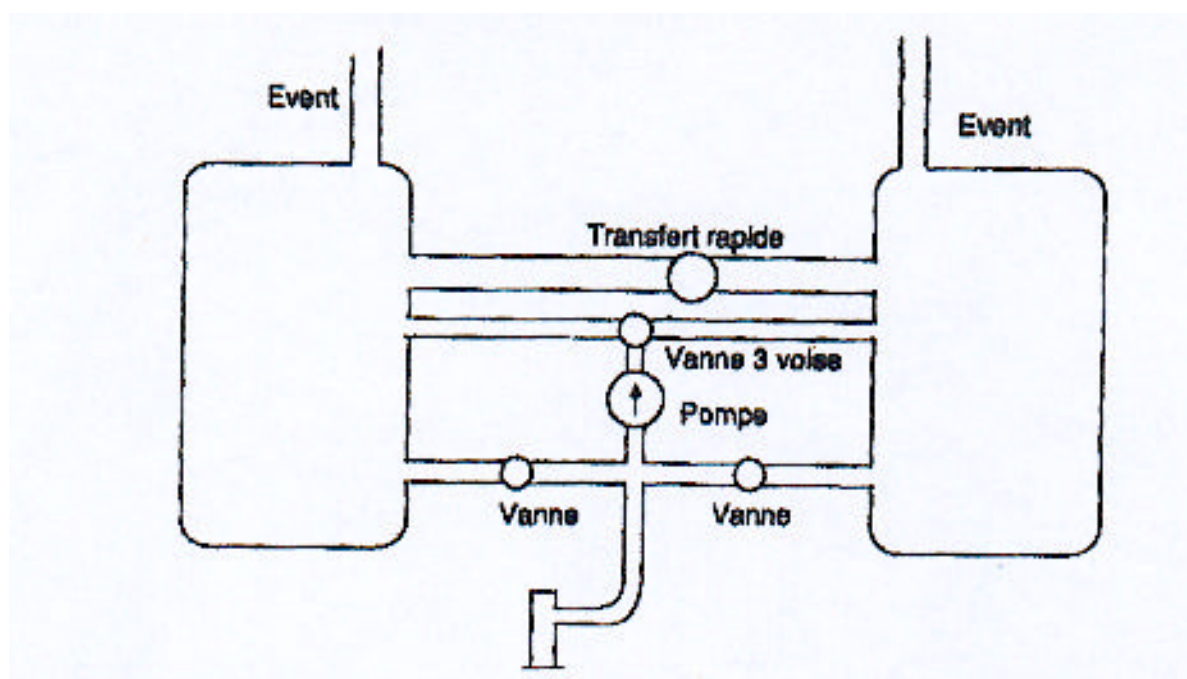 Event
Event
Transfert rapide
Vanne 3 voise
Pompe
Vanne
Vanne